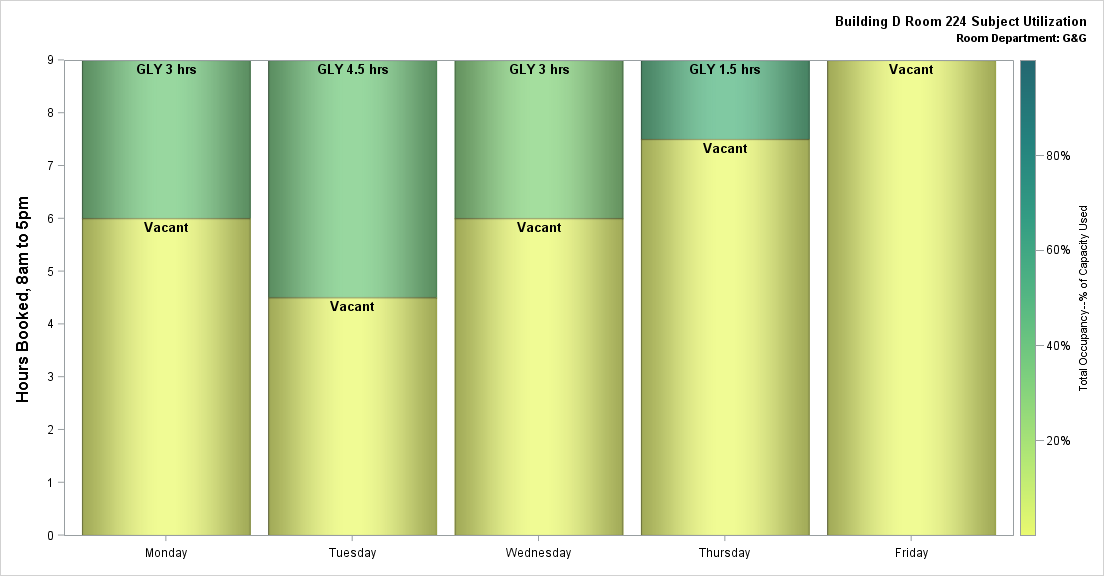 Building D Room 224 Subject Utilization
Room Department: G&G
Hours Booked, 8am to 5pm
9
8
7
6
5
4
3
2
1
0
GLY 3 hrs
Vacant
GLY 4.5 hrs
Vacant
GLY 3 hrs
Vacant
GLY 1.5 hrs
Vacant
Vacant
Monday
Tuesday
Wednesday
Thursday
Friday
80%
60%
40%
20%
Total Occupancy--% of Capacity Used